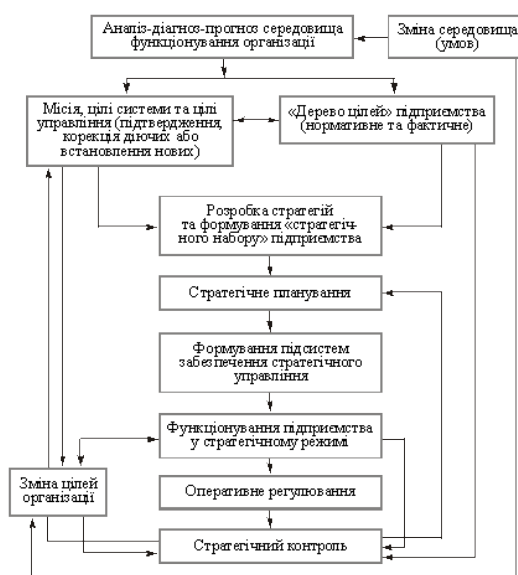 Аналіз-діагноз-прогноз середовища
функціонування організації
Зміна середовища
(умов)
Місія, цілі системи та цілі
управління (підтвердження,
корекція діючих або
встановлення нових)
«Дерево цілей» підприємства
(нормативне та фактичне)
Розробка стратегій
та формування «стратегіч-
ного набору» підприємства
Стратегічне планування
Формування підсистем
забезпечення стратегічного
управління
Функціонування підприємства
у стратегічному режимі
Зміна цілей
організації
Оперативне регулювання
Стратегічний контроль